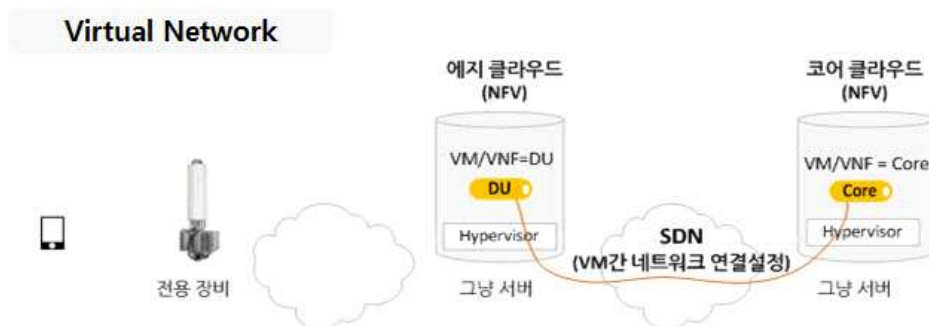 Virtual Network
에지 클라우드
(NFV)
코어 클라우드
(NFV)
VM/VNF=DU
DU
Hypervisor
VM/VNF = Core
Core
Hypervisor
SDN
(VM간 네트워크 연결설정)
전용 장비
그냥 서버
그냥 서버